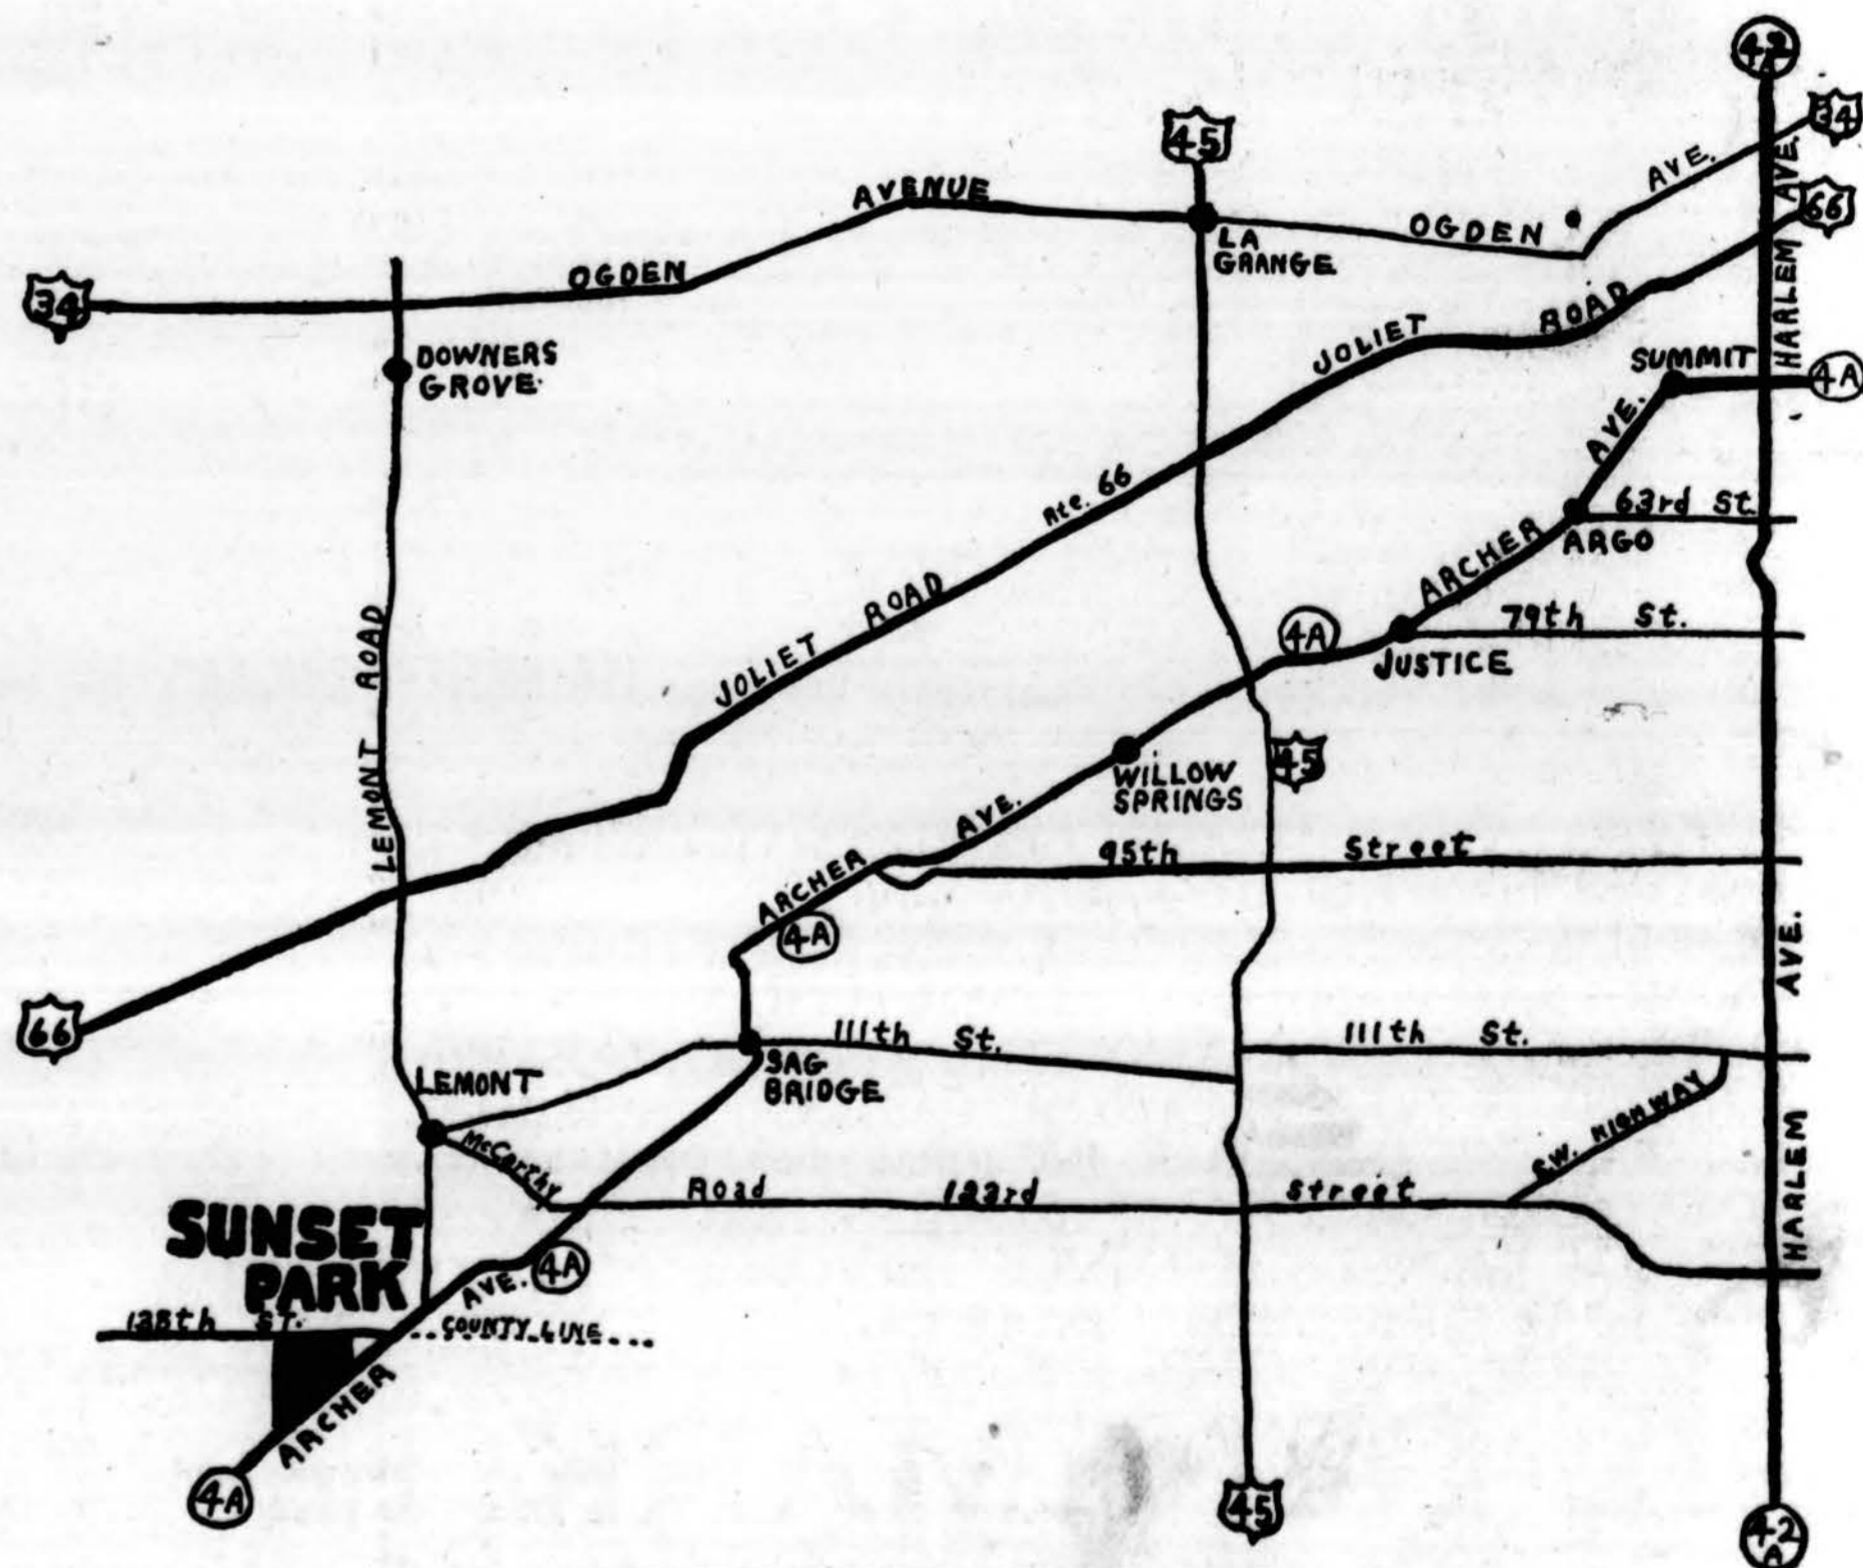 42
34
AVE.
45
HARLEM AVE.
66
AVENUE
OGDEN
LA
GRANGE
OGDEN
34
JOLIET ROAD
SUMMIT
4A
DOWNERS
GROVE
AVE.
Rte. 66
63rd St.
ARCHER
ARGO
JOLIET ROAD
79th St.
4A
JUSTICE
LEMONT ROAD
WILLOW
SPRINGS
45
AVE.
95th Street
ARCHER
4A
AVE.
66
111th St.
111th St.
SAG
BRIDGE
LEMONT
S.W. HIGHWAY
McCarthy
Road 123rd Street
HARLEM
SUNSET
PARK
4A
AVE.
135th ST.
COUNTY LINE
ARCHER
4A
45
42
A